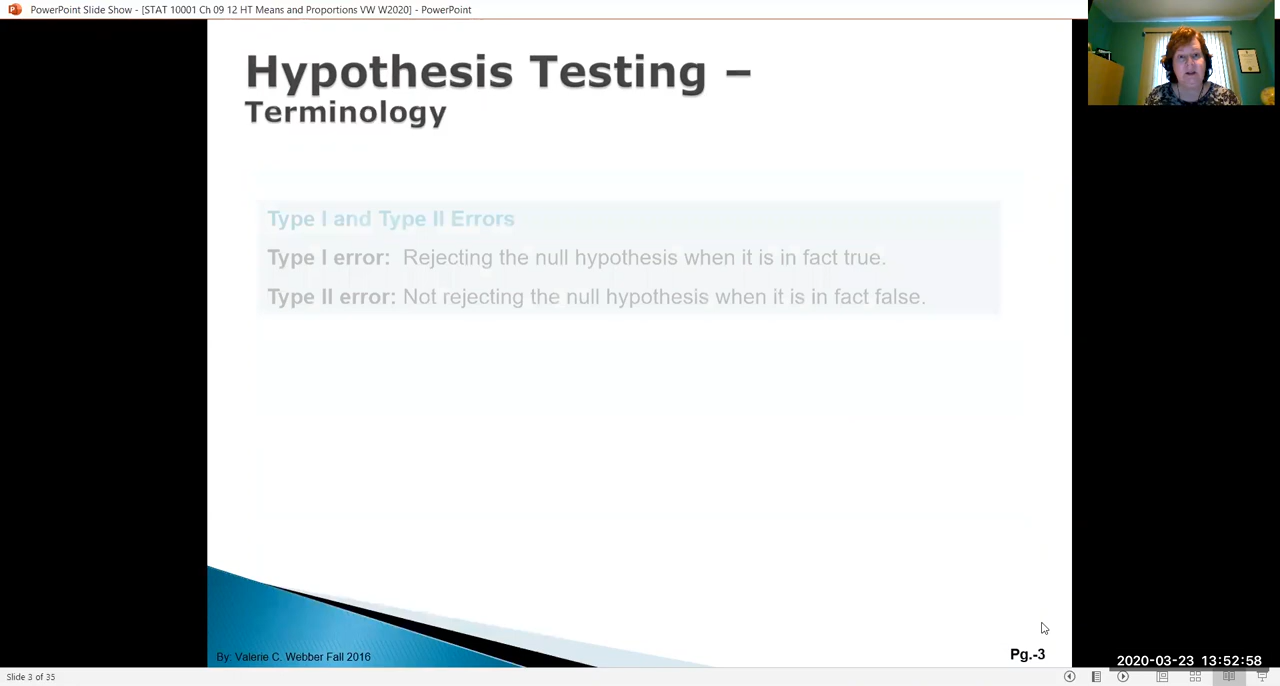 PowerPoint Slide Show - [STAT 10001 Ch 09 12 HT Means and Proportions VW W2020] - PowerPoint
Hypothesis Testing –
Terminology
Type I and Type II Errors
Type I error: Rejecting the null hypothesis when it is in fact true.
Type II error: Not rejecting the null hypothesis when it is in fact false.
By: Valerie C. Webber Fall 2016
Pg.-3
2020-03-23 13:52:58
Slide 3 of 35